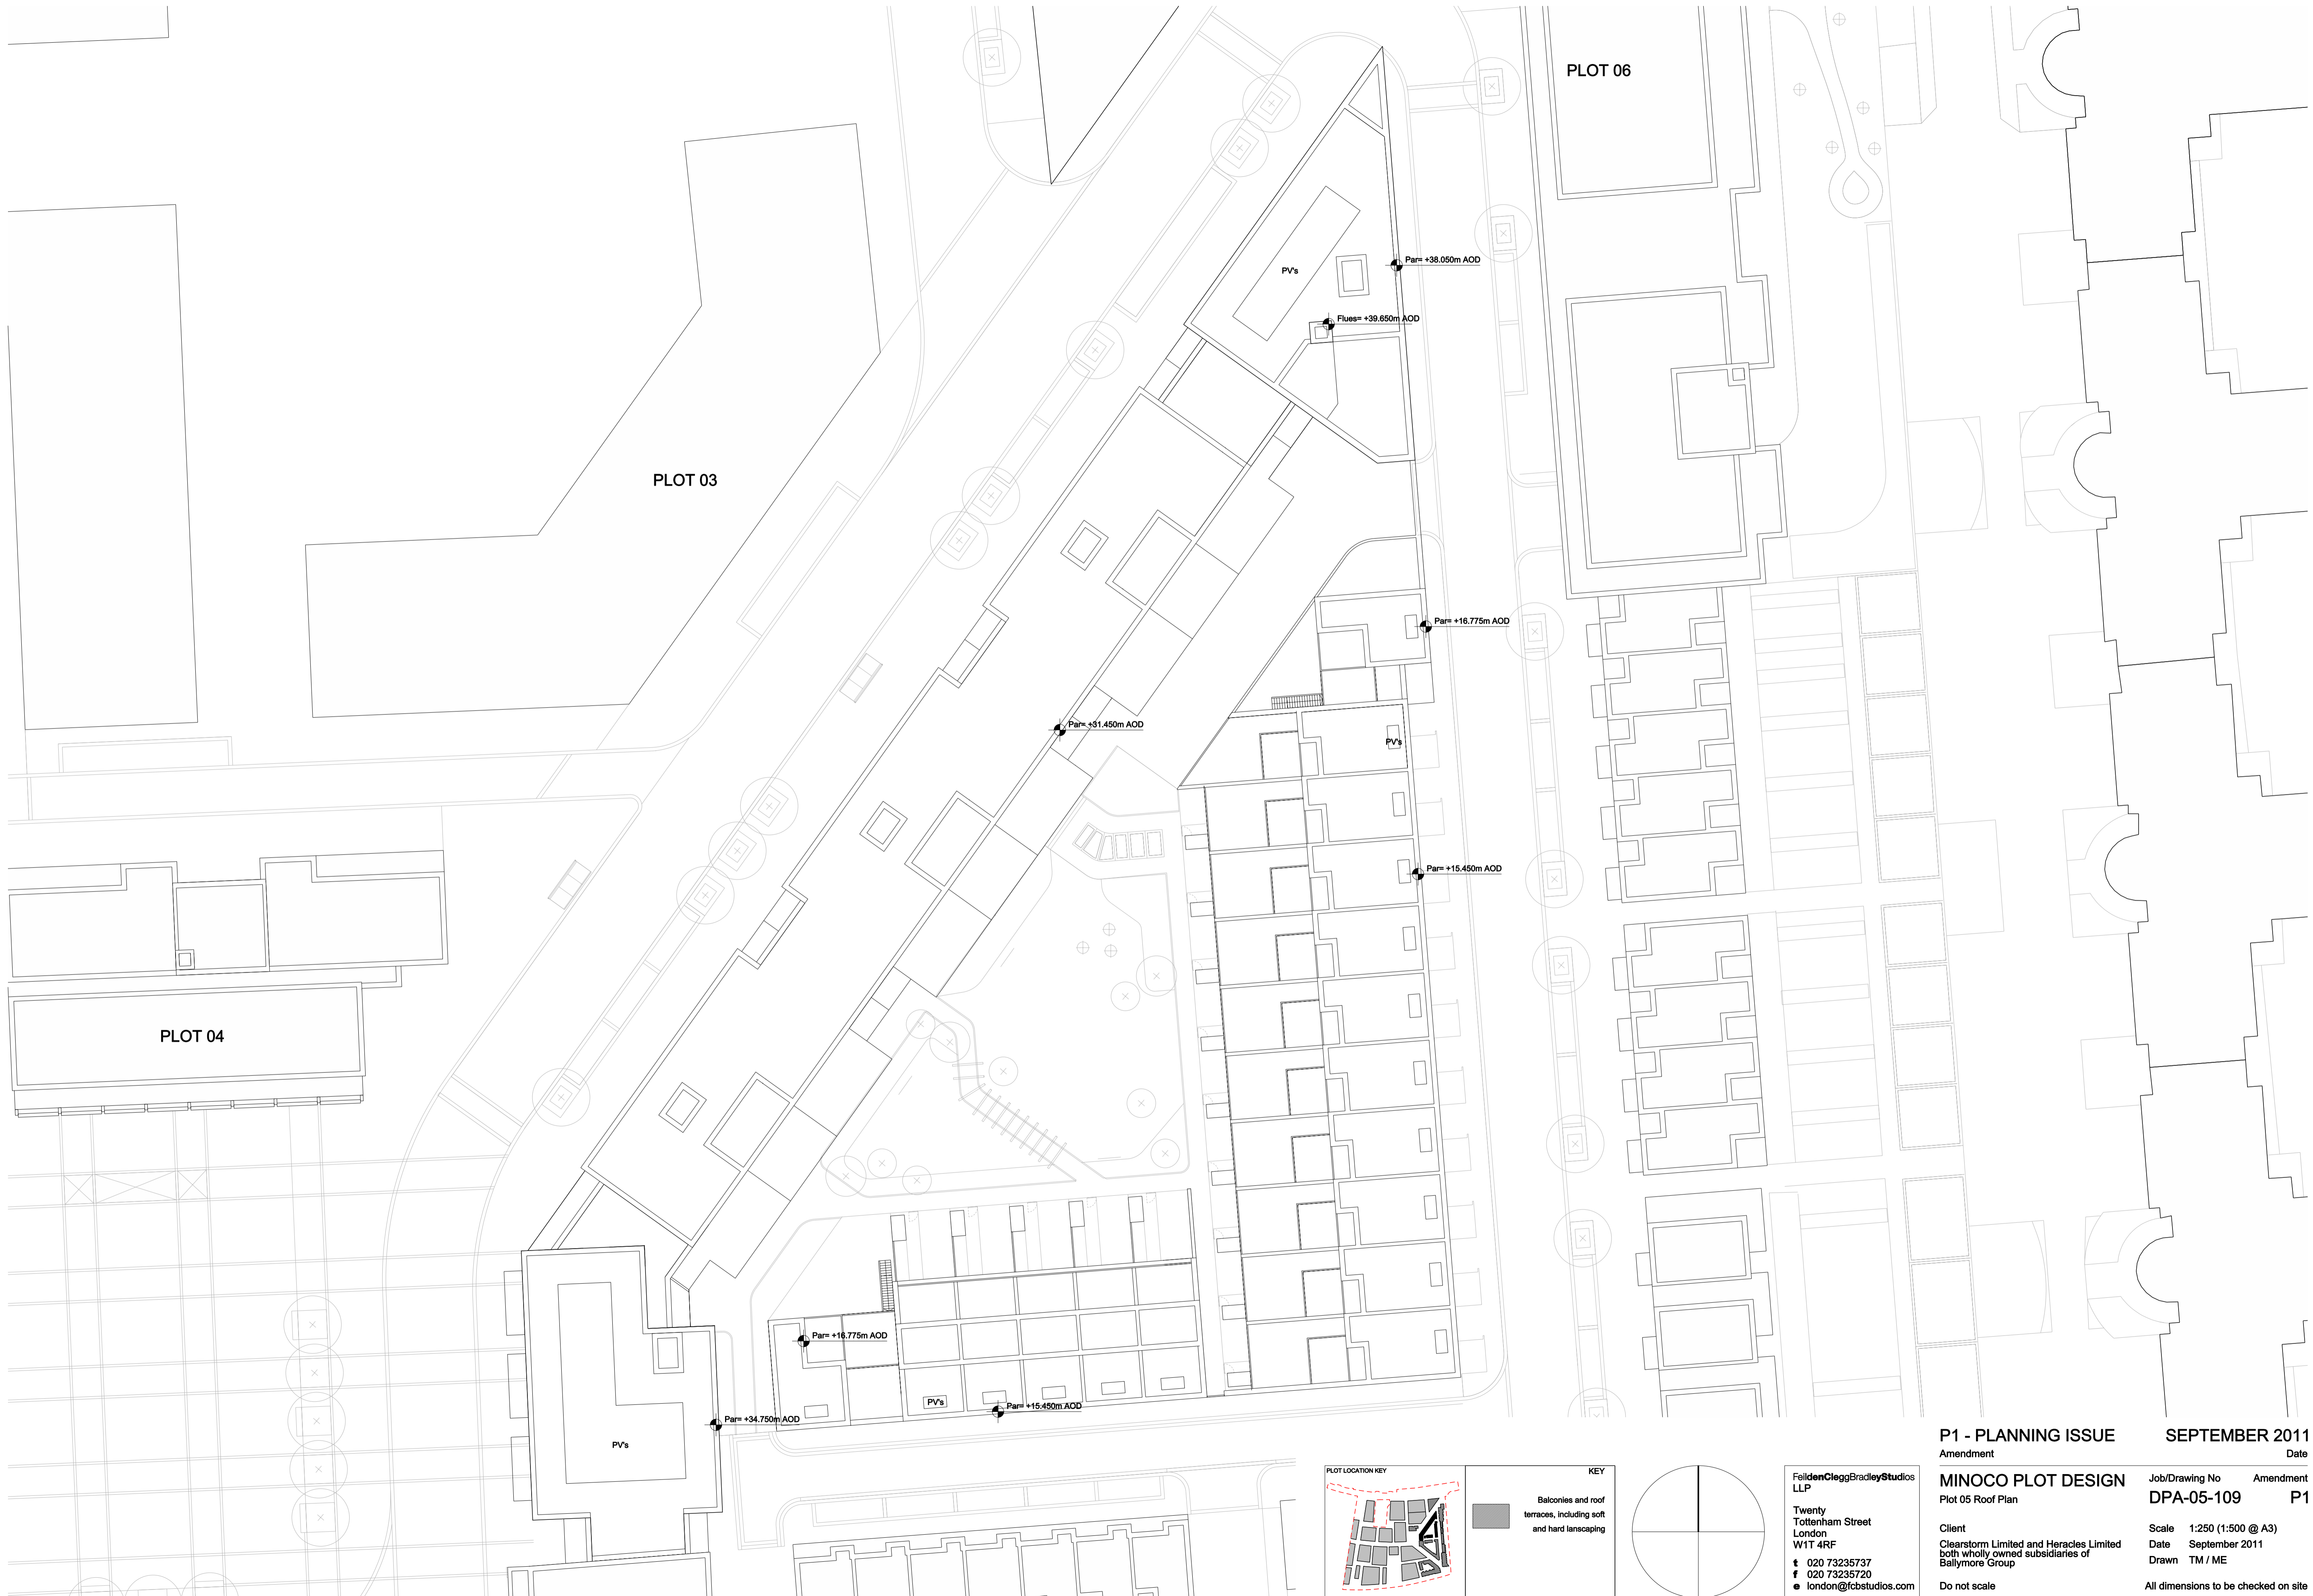 PLOT 06
Par= +38.050m AOD
PV's
Flues= +39.650m AOD
PLOT 03
Par= +16.775m AOD
Par= +31.450m AOD
PV's
Par= +15.450m AOD
PLOT 04
Par= +16.775m AOD
PV's
Par= +15.450m AOD
Par= +34.750m AOD
PV's
PLOT LOCATION KEY
KEY
Balconies and roof
terraces, including soft
and hard lanscaping
FeildenCleggBradleyStudios
LLP
Twenty
Tottenham Street
London
W1T 4RF
t 020 73235737
f 020 73235720
e london@fcbstudios.com
P1 - PLANNING ISSUE SEPTEMBER 2011
Amendment Date
MINOCO PLOT DESIGN
Plot 05 Roof Plan
Job/Drawing No Amendment
DPA-05-109 P1
Client
Clearstorm Limited and Heracles Limited
both wholly owned subsidiaries of
Ballymore Group
Scale 1:250 (1:500 @ A3)
Date September 2011
Drawn TM / ME
Do not scale All dimensions to be checked on site